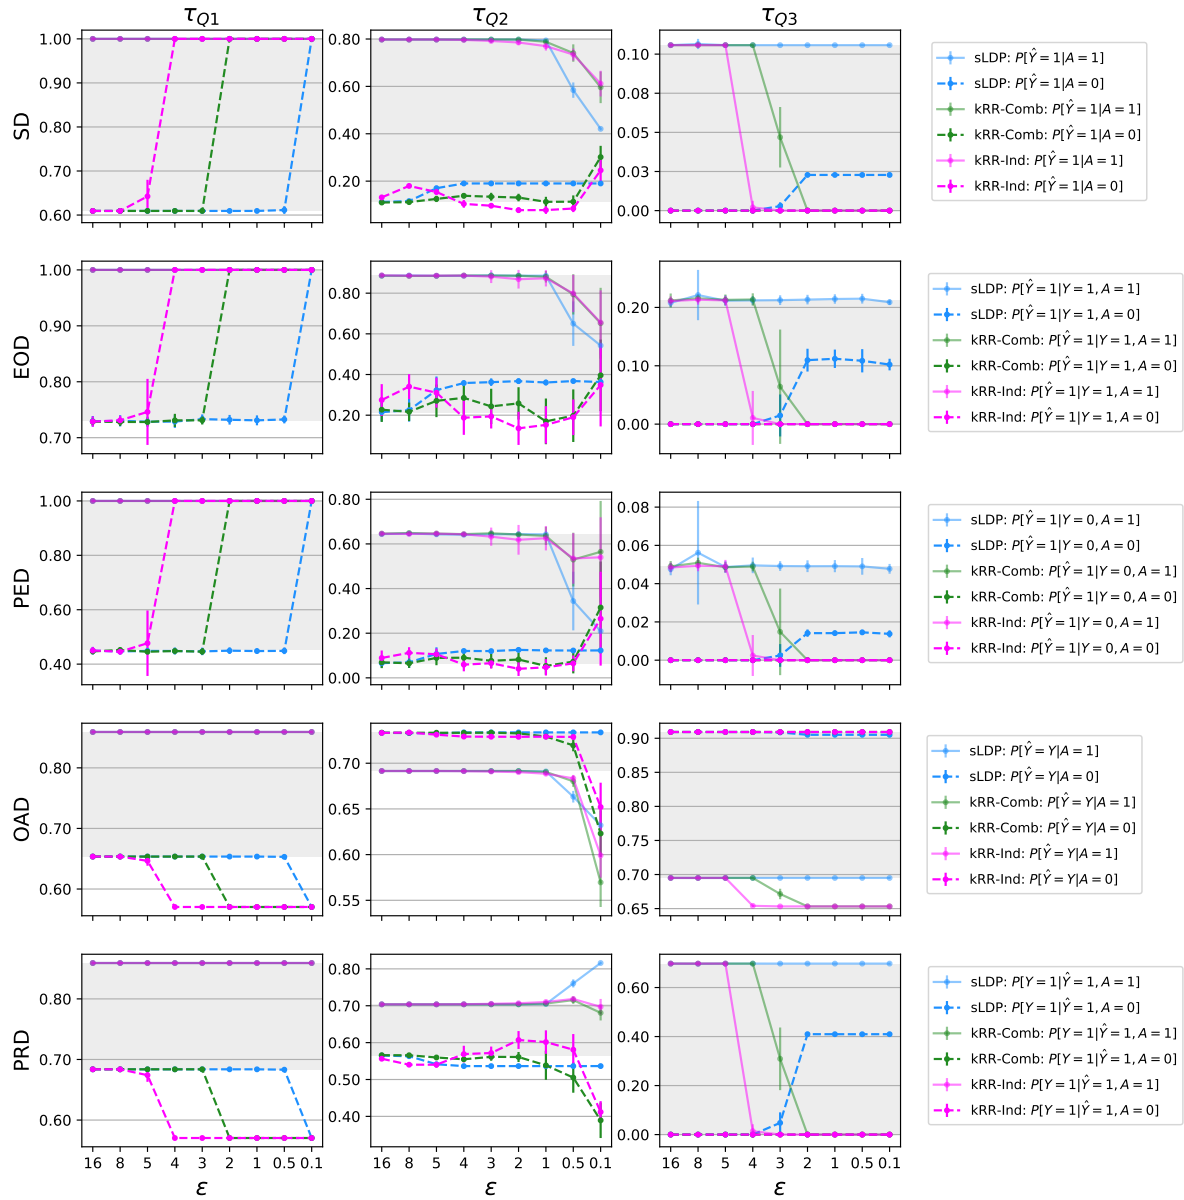 τ_Q1 τ_Q2 τ_Q3
SD
1.00
0.90
0.80
0.70
0.60
0.80
0.60
0.40
0.20
0.10
0.08
0.05
0.03
0.00
sLDP: P[Ŷ = 1|A = 1]
sLDP: P[Ŷ = 1|A = 0]
kRR-Comb: P[Ŷ = 1|A = 1]
kRR-Comb: P[Ŷ = 1|A = 0]
kRR-Ind: P[Ŷ = 1|A = 1]
kRR-Ind: P[Ŷ = 1|A = 0]
EOD
1.00
0.90
0.80
0.70
0.80
0.60
0.40
0.20
0.20
0.10
0.00
sLDP: P[Ŷ = 1|Y = 1, A = 1]
sLDP: P[Ŷ = 1|Y = 1, A = 0]
kRR-Comb: P[Ŷ = 1|Y = 1, A = 1]
kRR-Comb: P[Ŷ = 1|Y = 1, A = 0]
kRR-Ind: P[Ŷ = 1|Y = 1, A = 1]
kRR-Ind: P[Ŷ = 1|Y = 1, A = 0]
PED
1.00
0.80
0.60
0.40
0.80
0.60
0.40
0.20
0.00
0.08
0.06
0.04
0.02
0.00
sLDP: P[Ŷ = 1|Y = 0, A = 1]
sLDP: P[Ŷ = 1|Y = 0, A = 0]
kRR-Comb: P[Ŷ = 1|Y = 0, A = 1]
kRR-Comb: P[Ŷ = 1|Y = 0, A = 0]
kRR-Ind: P[Ŷ = 1|Y = 0, A = 1]
kRR-Ind: P[Ŷ = 1|Y = 0, A = 0]
OAD
0.80
0.70
0.60
0.70
0.65
0.60
0.55
0.90
0.85
0.80
0.75
0.70
0.65
sLDP: P[Ŷ = Y|A = 1]
sLDP: P[Ŷ = Y|A = 0]
kRR-Comb: P[Ŷ = Y|A = 1]
kRR-Comb: P[Ŷ = Y|A = 0]
kRR-Ind: P[Ŷ = Y|A = 1]
kRR-Ind: P[Ŷ = Y|A = 0]
PRD
0.80
0.70
0.60
0.80
0.70
0.60
0.50
0.40
0.60
0.40
0.20
0.00
sLDP: P[Y = 1|Ŷ = 1, A = 1]
sLDP: P[Y = 1|Ŷ = 1, A = 0]
kRR-Comb: P[Y = 1|Ŷ = 1, A = 1]
kRR-Comb: P[Y = 1|Ŷ = 1, A = 0]
kRR-Ind: P[Y = 1|Ŷ = 1, A = 1]
kRR-Ind: P[Y = 1|Ŷ = 1, A = 0]
16 8 5 4 3 2 1 0.5 0.1
16 8 5 4 3 2 1 0.5 0.1
16 8 5 4 3 2 1 0.5 0.1
ε ε ε